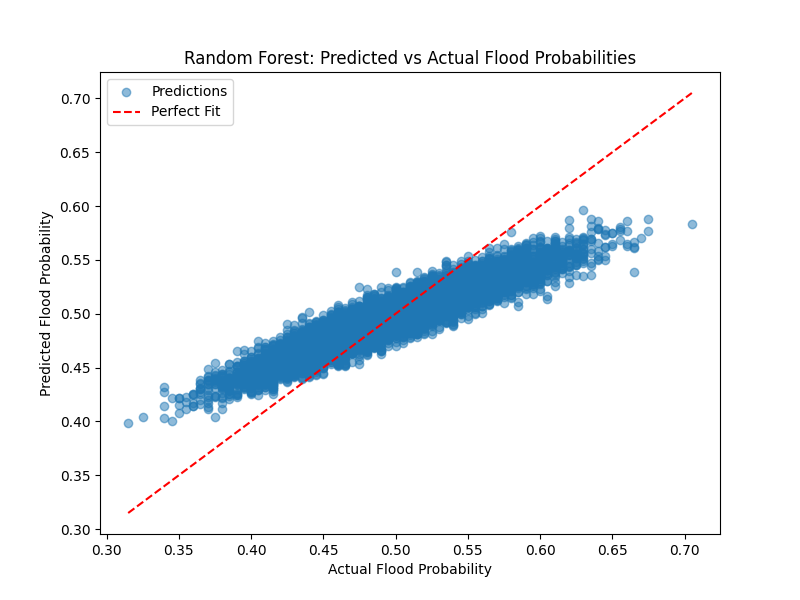 Random Forest: Predicted vs Actual Flood Probabilities
Predictions
Perfect Fit
Predicted Flood Probability
0.70
0.65
0.60
0.55
0.50
0.45
0.40
0.35
0.30
0.30 0.35 0.40 0.45 0.50 0.55 0.60 0.65 0.70
Actual Flood Probability